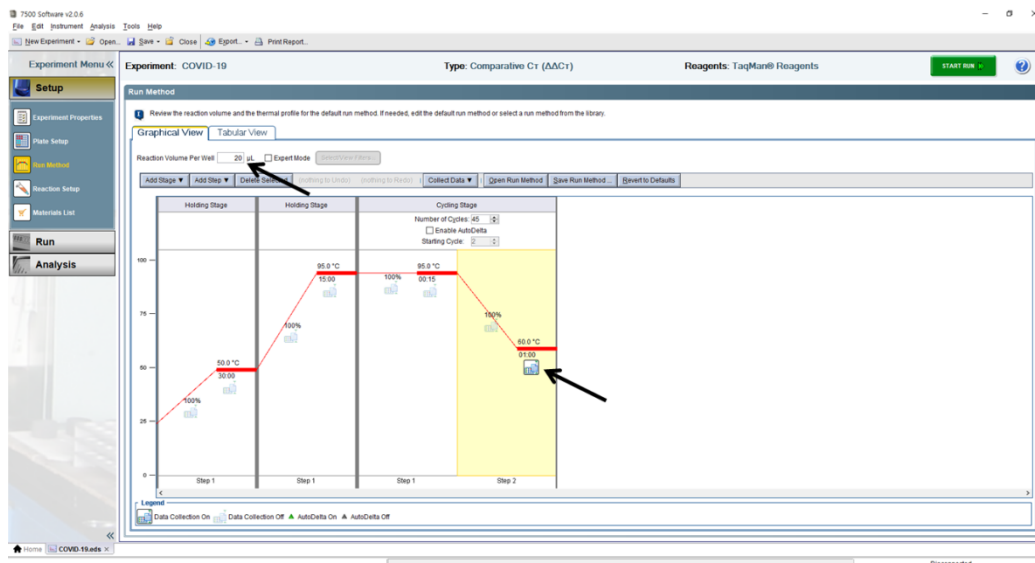 7500 Software v2.0.6
File Edit Instrument Analysis Tools Help
New Experiment Open... Save Close Export... Print Report...
Experiment Menu «
Experiment: COVID-19 Type: Comparative Cт (ΔΔCт) Reagents: TaqMan® Reagents START RUN
Setup
Run Method
Review the reaction volume and the thermal profile for the default run method. If needed, edit the default run method or select a run method from the library.
Experiment Properties
Graphical View Tabular View
Plate Setup
Reaction Volume Per Well 20 µL Expert Mode Select/View Filters...
Run Method
Add Stage ▼ Add Step ▼ Delete Selected (nothing to Undo) (nothing to Redo) Collect Data ▼ Open Run Method Save Run Method ... Revert to Defaults
Reaction Setup
Holding Stage Holding Stage Cycling Stage
Materials List
Number of Cycles: 45
Enable AutoDelta
Starting Cycle: 2
Run
Analysis
100
95.0 °C 95.0 °C
15:00 100% 00:15
75
100% 100%
60.0 °C
01:00
50
50.0 °C
30:00
100%
25
0
Step 1 Step 1 Step 1 Step 2
Legend
Data Collection On Data Collection Off ▲ AutoDelta On ▲ AutoDelta Off
«
Home COVID-19.eds ×
Disconnected